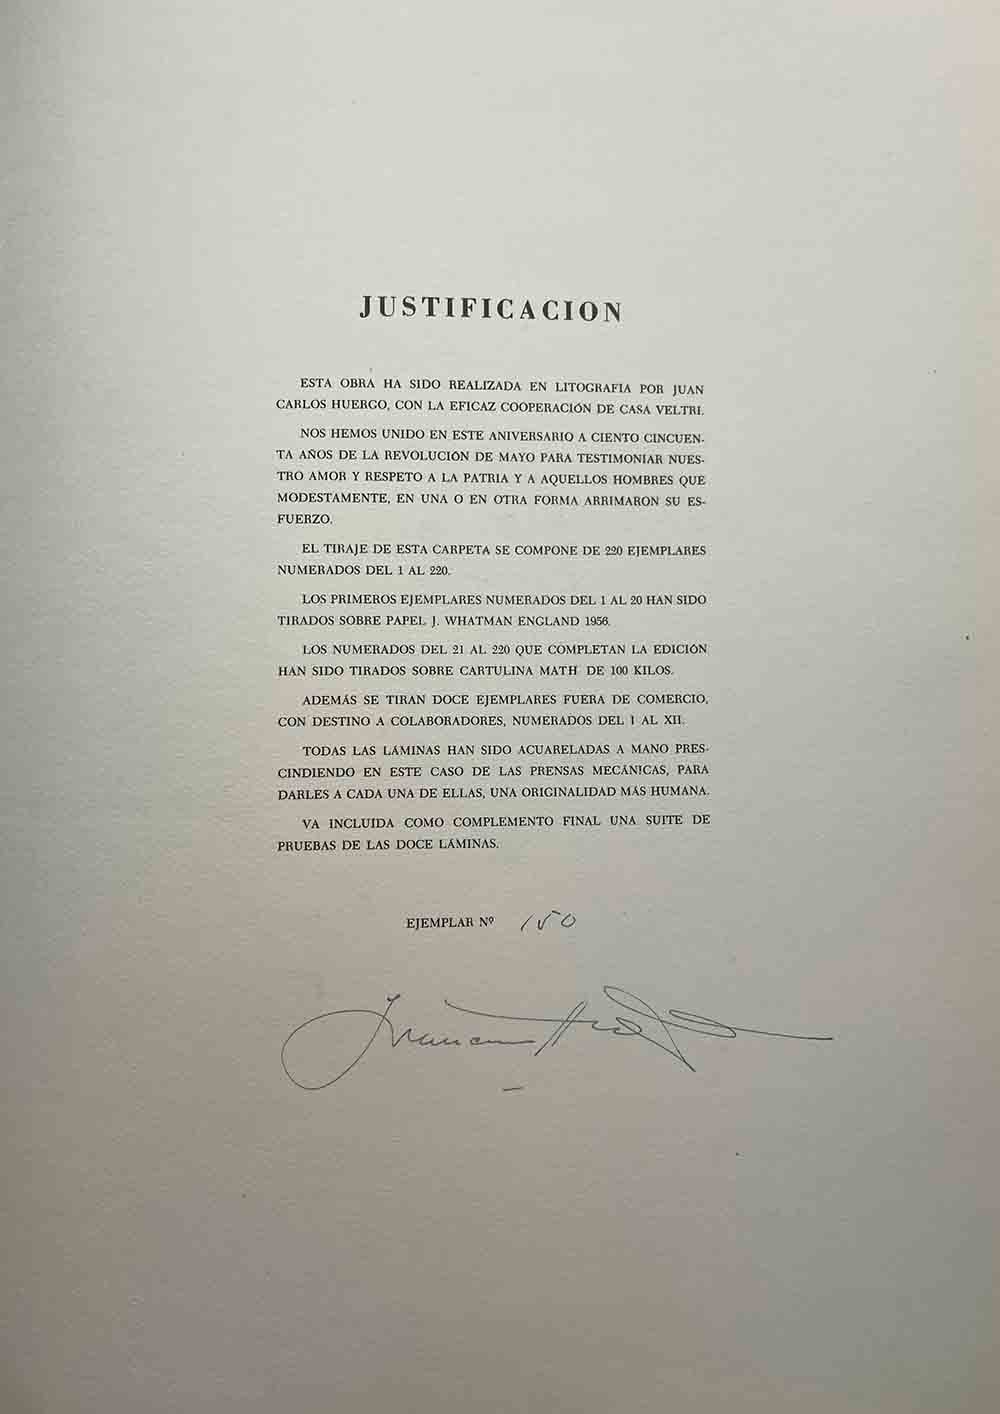 JUSTIFICACION
ESTA OBRA HA SIDO REALIZADA EN LITOGRAFIA POR JUAN
CARLOS HUERGO, CON LA EFICAZ COOPERACIÓN DE CASA VELTRI.
NOS HEMOS UNIDO EN ESTE ANIVERSARIO A CIENTO CINCUEN-
TA AÑOS DE LA REVOLUCIÓN DE MAYO PARA TESTIMONIAR NUES-
TRO AMOR Y RESPETO A LA PATRIA Y A AQUELLOS HOMBRES QUE
MODESTAMENTE, EN UNA O EN OTRA FORMA ARRIMARON SU ES-
FUERZO.
EL TIRAJE DE ESTA CARPETA SE COMPONE DE 220 EJEMPLARES
NUMERADOS DEL 1 AL 220.
LOS PRIMEROS EJEMPLARES NUMERADOS DEL 1 AL 20 HAN SIDO
TIRADOS SOBRE PAPEL J. WHATMAN ENGLAND 1956.
LOS NUMERADOS DEL 21 AL 220 QUE COMPLETAN LA EDICIÓN
HAN SIDO TIRADOS SOBRE CARTULINA MATH DE 100 KILOS.
ADEMÁS SE TIRAN DOCE EJEMPLARES FUERA DE COMERCIO,
CON DESTINO A COLABORADORES, NUMERADOS DEL I AL XII.
TODAS LAS LÁMINAS HAN SIDO ACUARELADAS A MANO PRES-
CINDIENDO EN ESTE CASO DE LAS PRENSAS MECÁNICAS, PARA
DARLES A CADA UNA DE ELLAS, UNA ORIGINALIDAD MÁS HUMANA.
VA INCLUIDA COMO COMPLEMENTO FINAL UNA SUITE DE
PRUEBAS DE LAS DOCE LÁMINAS.
EJEMPLAR Nº 150